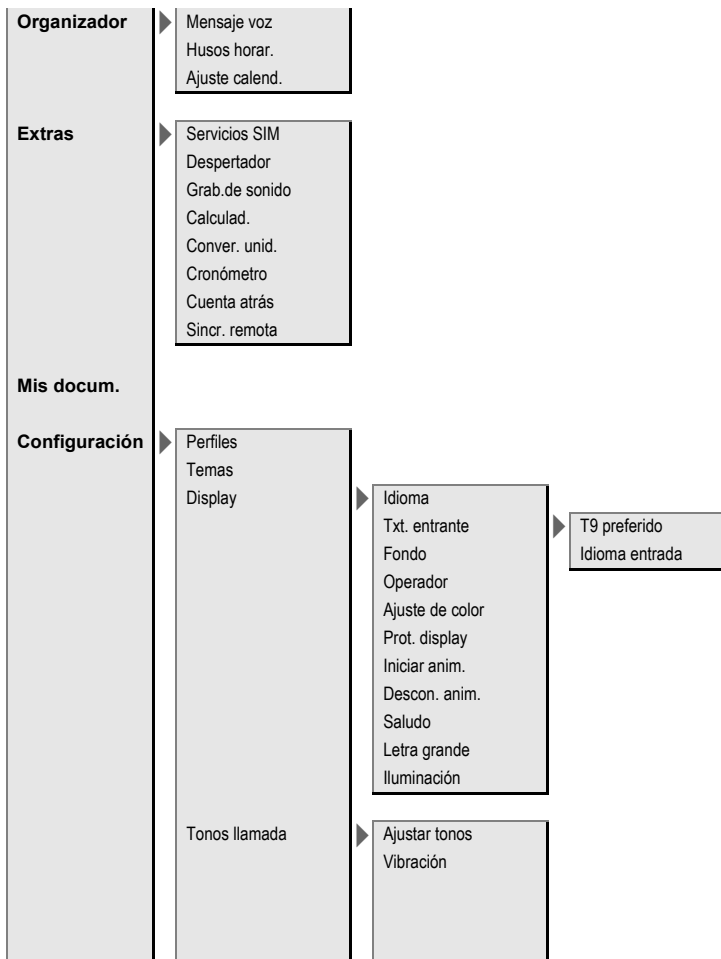 Organizador
Mensaje voz
Husos horar.
Ajuste calend.
Extras
Servicios SIM
Despertador
Grab.de sonido
Calculad.
Conver. unid.
Cronómetro
Cuenta atrás
Sincr. remota
Mis docum.
Configuración
Perfiles
Temas
Display
Idioma
Txt. entrante
T9 preferido
Idioma entrada
Fondo
Operador
Ajuste de color
Prot. display
Iniciar anim.
Descon. anim.
Saludo
Letra grande
Iluminación
Tonos llamada
Ajustar tonos
Vibración